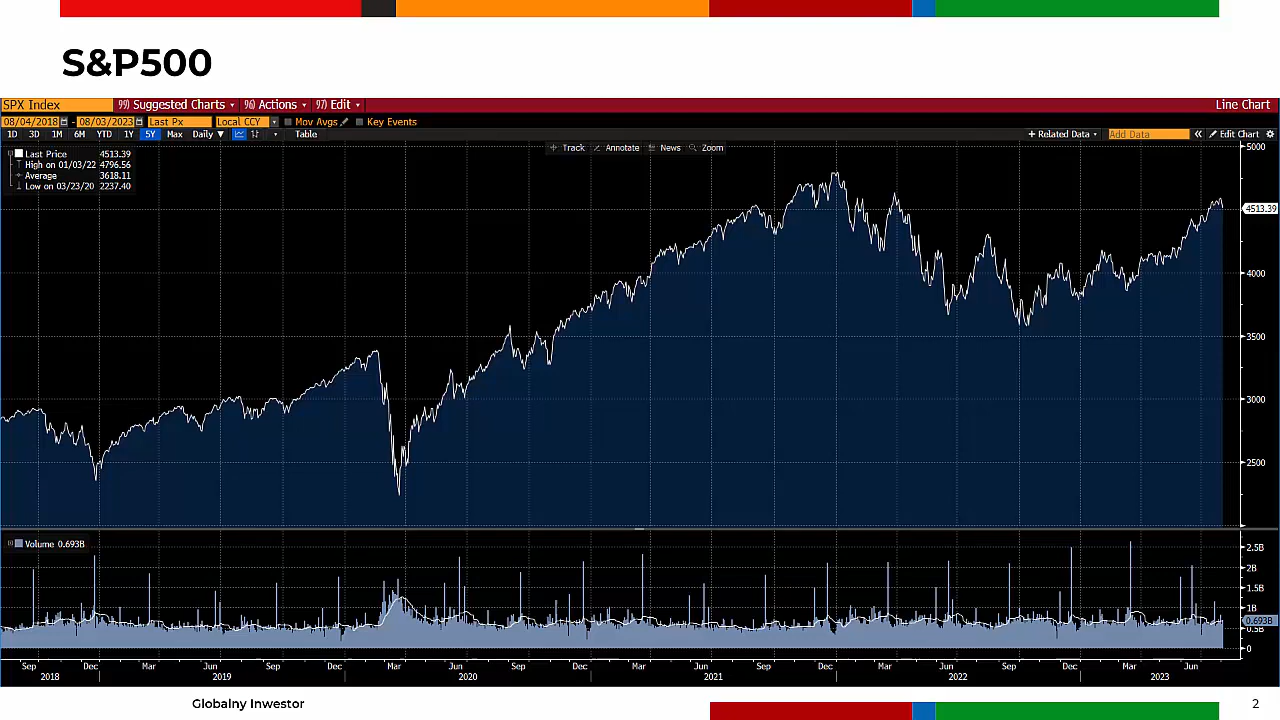 S&P500
SPX Index 99) Suggested Charts 96) Actions 97) Edit Line Chart
08/04/2018 - 08/03/2023 Last Px Local CCY Mov Avgs Key Events
1D 3D 1M 6M YTD 1Y 5Y Max Daily ▼ Table + Related Data Add Data « Edit Chart
Track Annotate News Zoom
Last Price 4513.39
High on 01/03/22 4796.56
Average 3618.11
Low on 03/23/20 2237.40
5000
4513.39
4000
3500
3000
2500
Volume 0.693B
2.5B
2B
1.5B
1B
0.693B
0.5B
0
Sep Dec Mar Jun Sep Dec Mar Jun Sep Dec Mar Jun Sep Dec Mar Jun Sep Dec Mar Jun
2018 2019 2020 2021 2022 2023
Globalny Inwestor 2